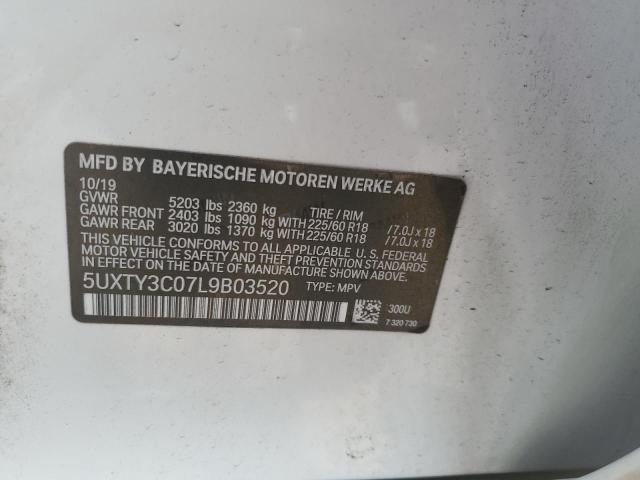 MFD BY BAYERISCHE MOTOREN WERKE AG
10/19
GVWR 5203 lbs 2360 kg TIRE / RIM
GAWR FRONT 2403 lbs 1090 kg WITH 225/60 R18 /7.0J x 18
GAWR REAR 3020 lbs 1370 kg WITH 225/60 R18 /7.0J x 18
THIS VEHICLE CONFORMS TO ALL APPLICABLE U. S. FEDERAL
MOTOR VEHICLE SAFETY AND THEFT PREVENTION STANDARDS
IN EFFECT ON THE DATE OF MANUFACTURE SHOWN ABOVE.
5UXTY3C07L9B03520 TYPE: MPV
300U
7 320 730